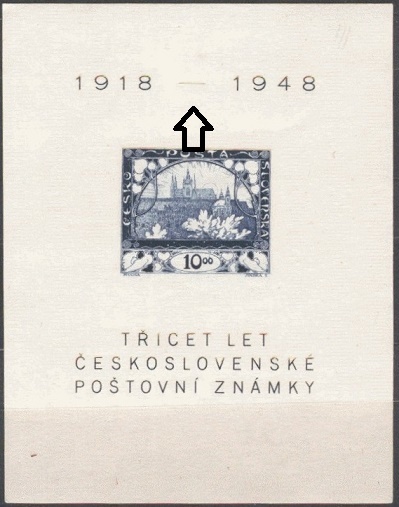 1918 — 1948
POŠTA
ČESKO
SLOVENSKÁ
10 00
TŘICET LET
ČESKOSLOVENSKÉ
POŠTOVNÍ ZNÁMKY